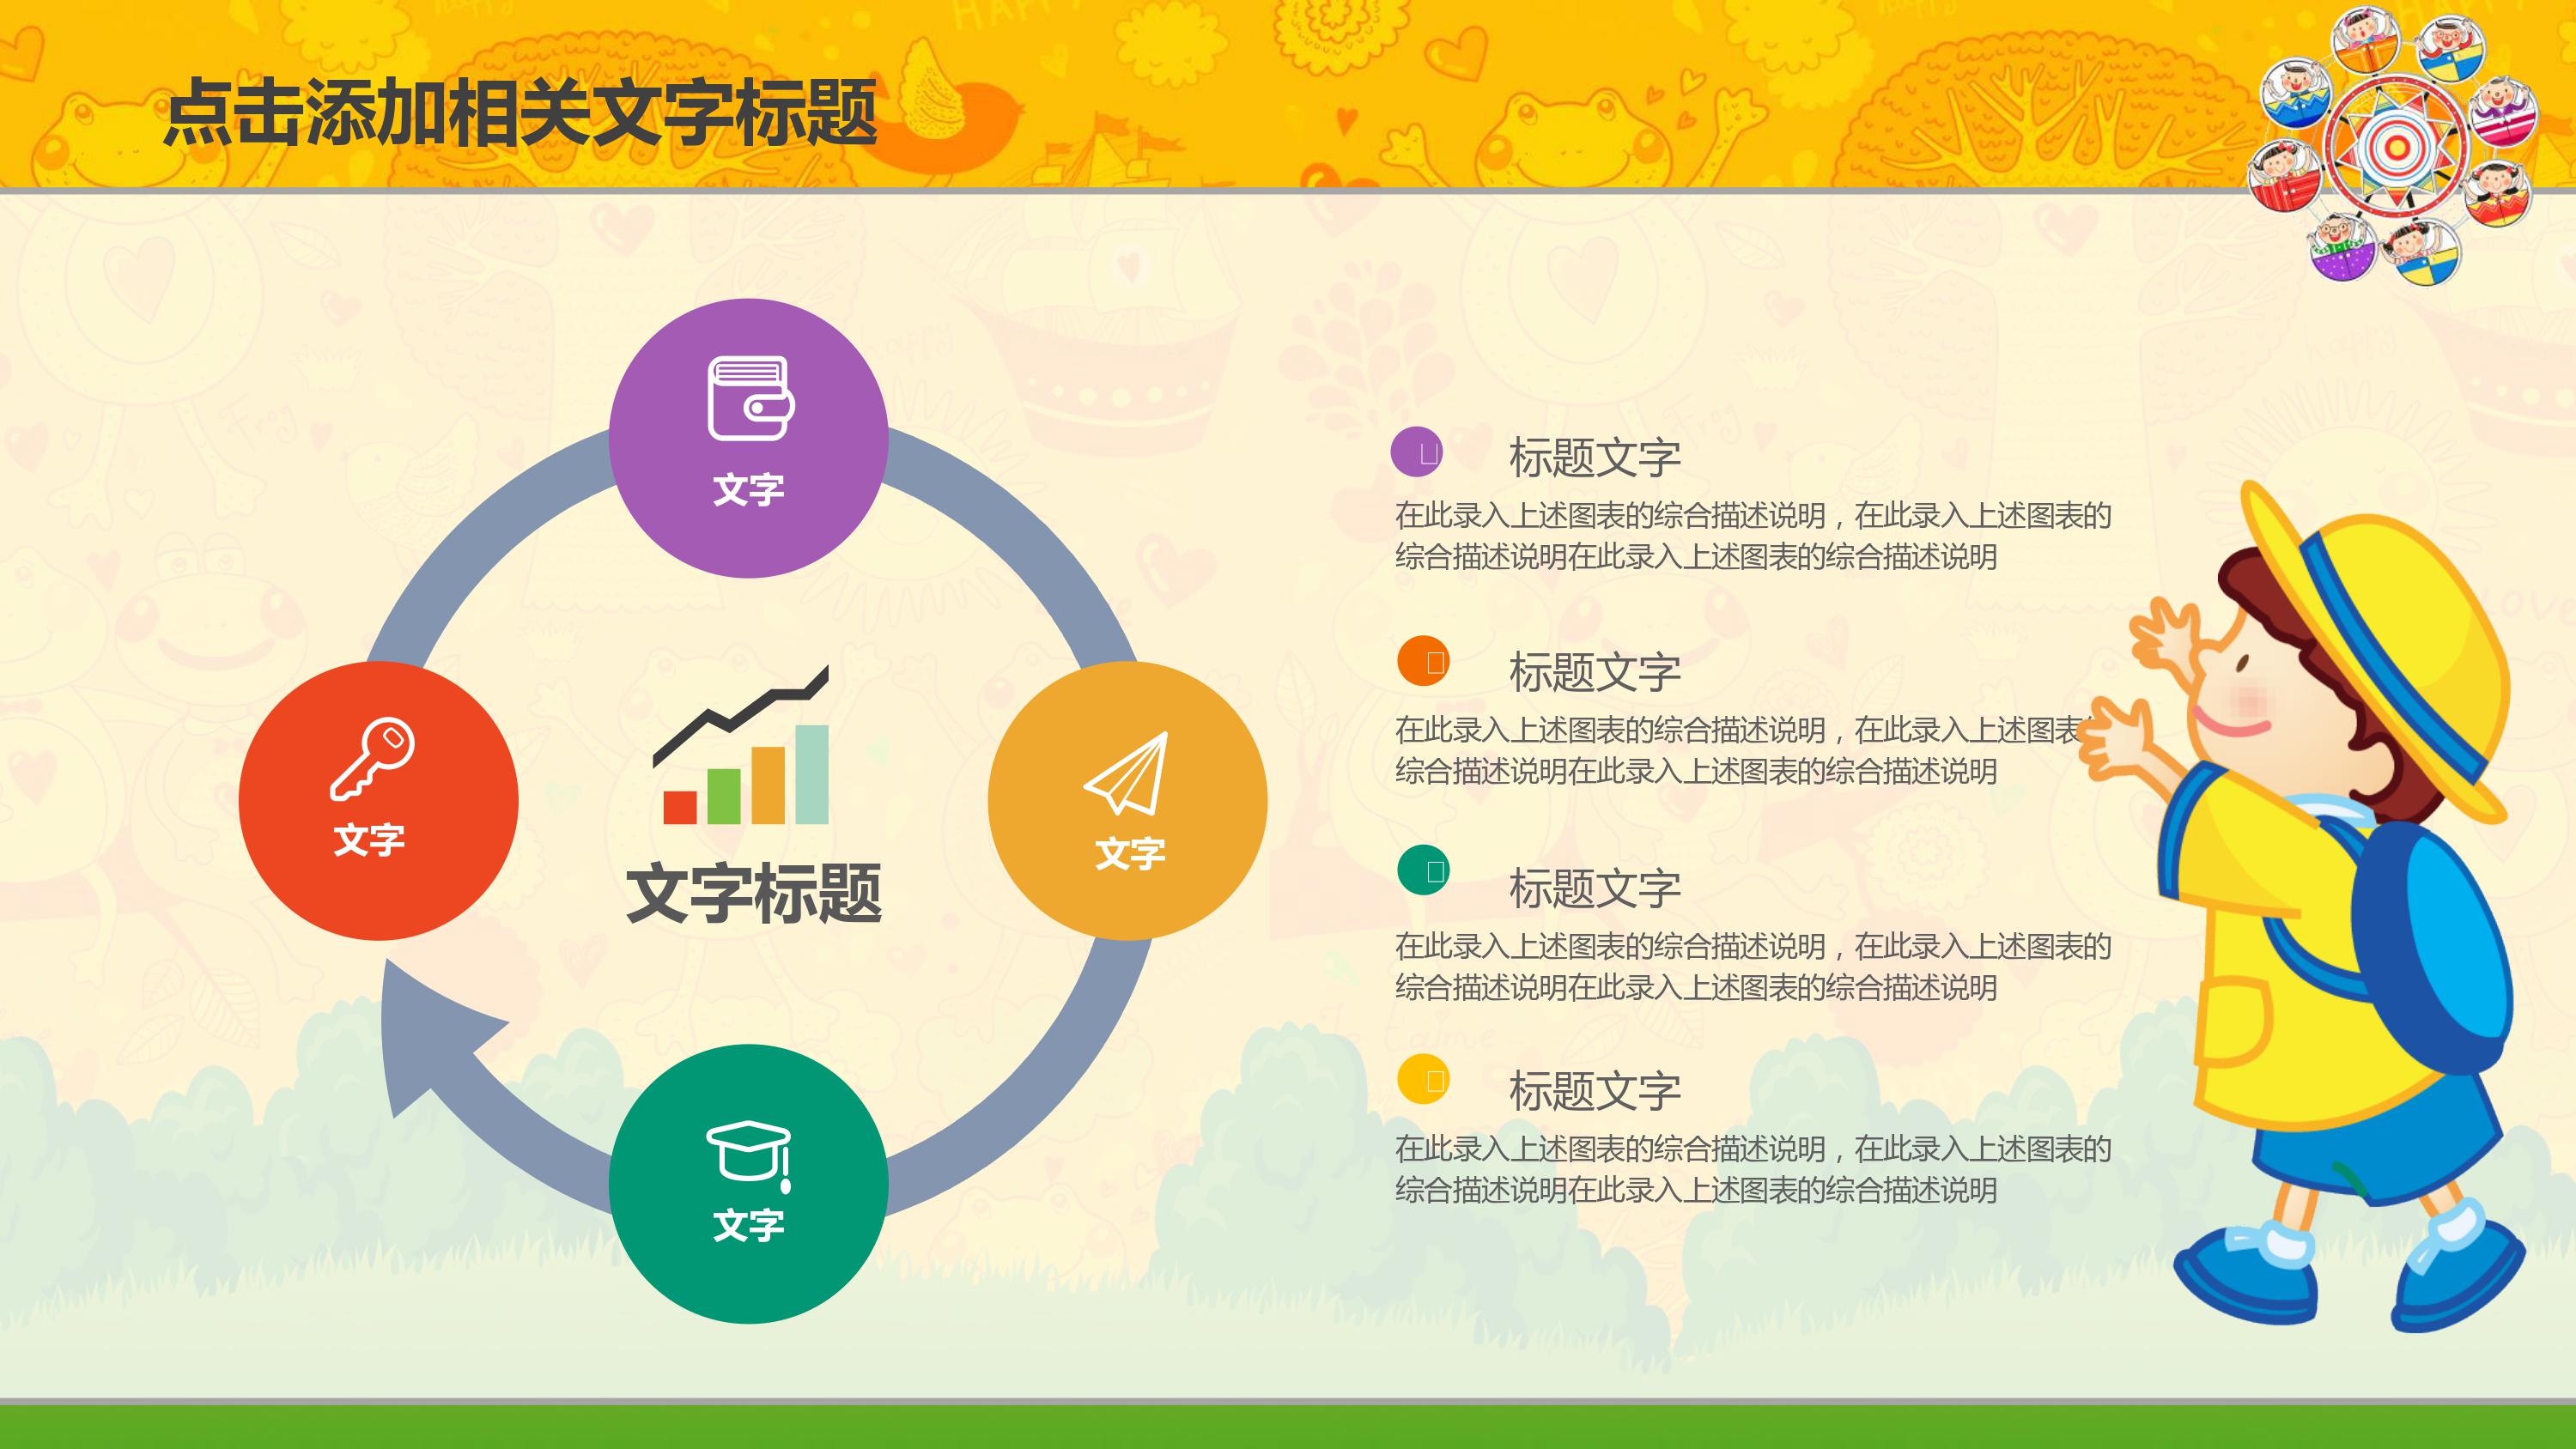 点击添加相关文字标题
文字
文字
文字
文字标题
文字
标题文字
在此录入上述图表的综合描述说明，在此录入上述图表的
综合描述说明在此录入上述图表的综合描述说明
标题文字
在此录入上述图表的综合描述说明，在此录入上述图表
综合描述说明在此录入上述图表的综合描述说明
标题文字
在此录入上述图表的综合描述说明，在此录入上述图表的
综合描述说明在此录入上述图表的综合描述说明
标题文字
在此录入上述图表的综合描述说明，在此录入上述图表的
综合描述说明在此录入上述图表的综合描述说明